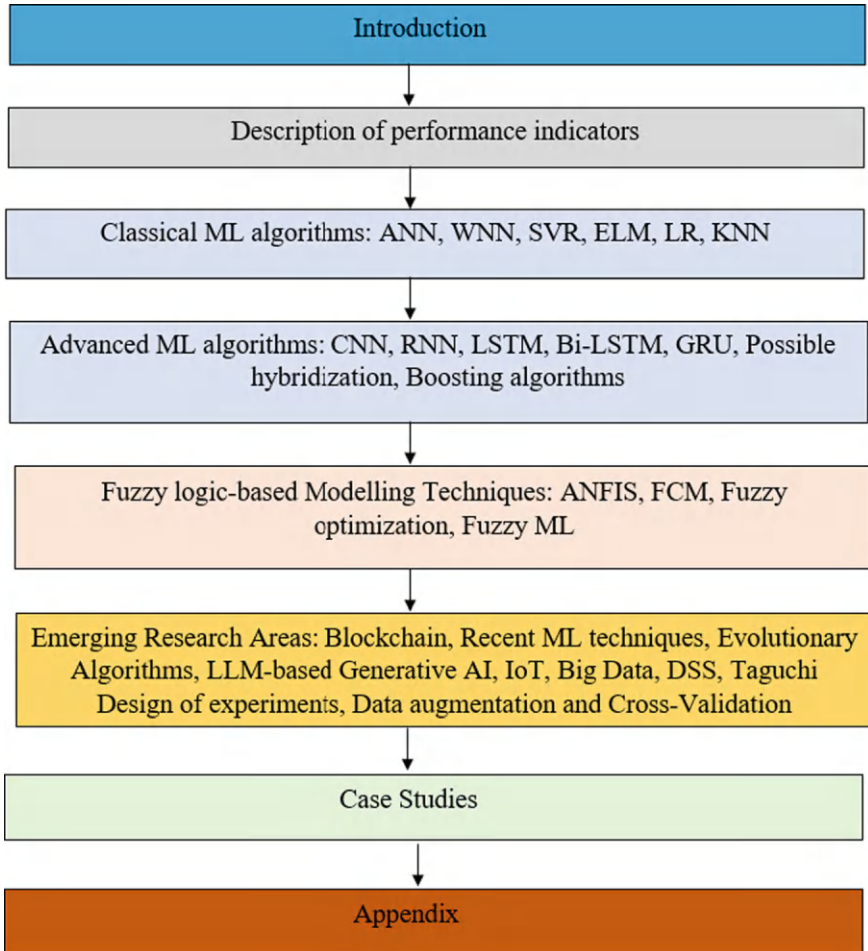 Introduction
Description of performance indicators
Classical ML algorithms: ANN, WNN, SVR, ELM, LR, KNN
Advanced ML algorithms: CNN, RNN, LSTM, Bi-LSTM, GRU, Possible
hybridization, Boosting algorithms
Fuzzy logic-based Modelling Techniques: ANFIS, FCM, Fuzzy
optimization, Fuzzy ML
Emerging Research Areas: Blockchain, Recent ML techniques, Evolutionary
Algorithms, LLM-based Generative AI, IoT, Big Data, DSS, Taguchi
Design of experiments, Data augmentation and Cross-Validation
Case Studies
Appendix